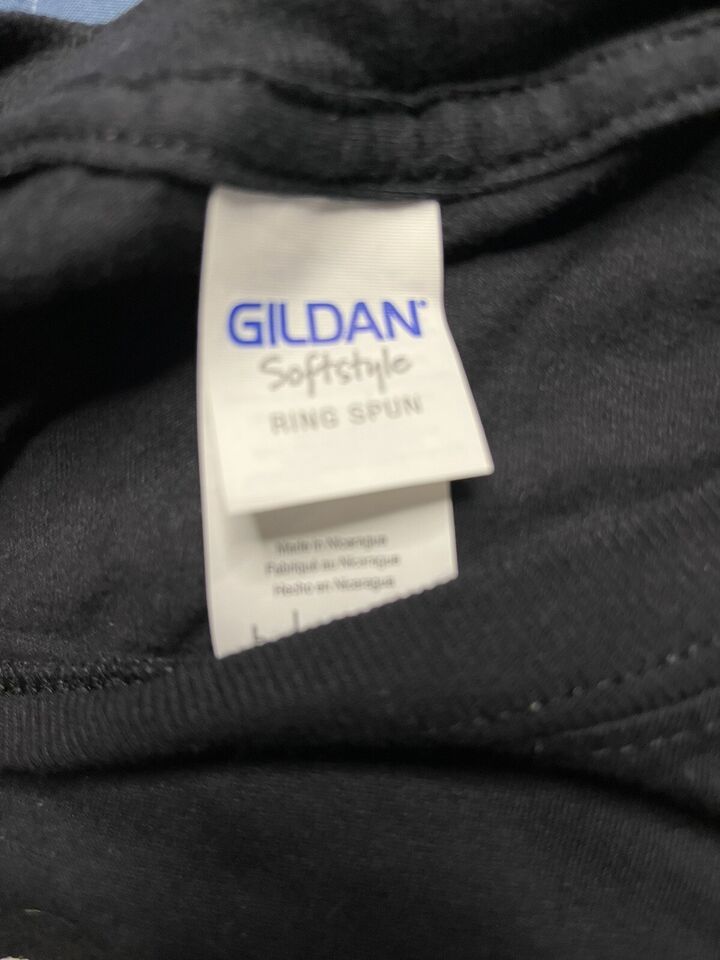 GILDAN
Softstyle
RING SPUN
Made in Nicaragua
Fabriqué au Nicaragua
Hecho en Nicaragua